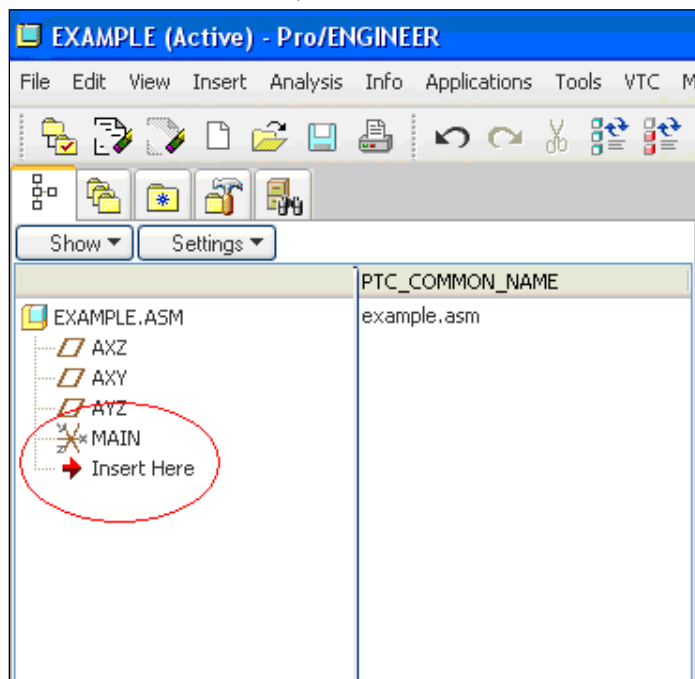 EXAMPLE (Active) - Pro/ENGINEER
File Edit View Insert Analysis Info Applications Tools VTC M
Show Settings
PTC_COMMON_NAME
EXAMPLE.ASM example.asm
AXZ
AXY
AYZ
MAIN
Insert Here